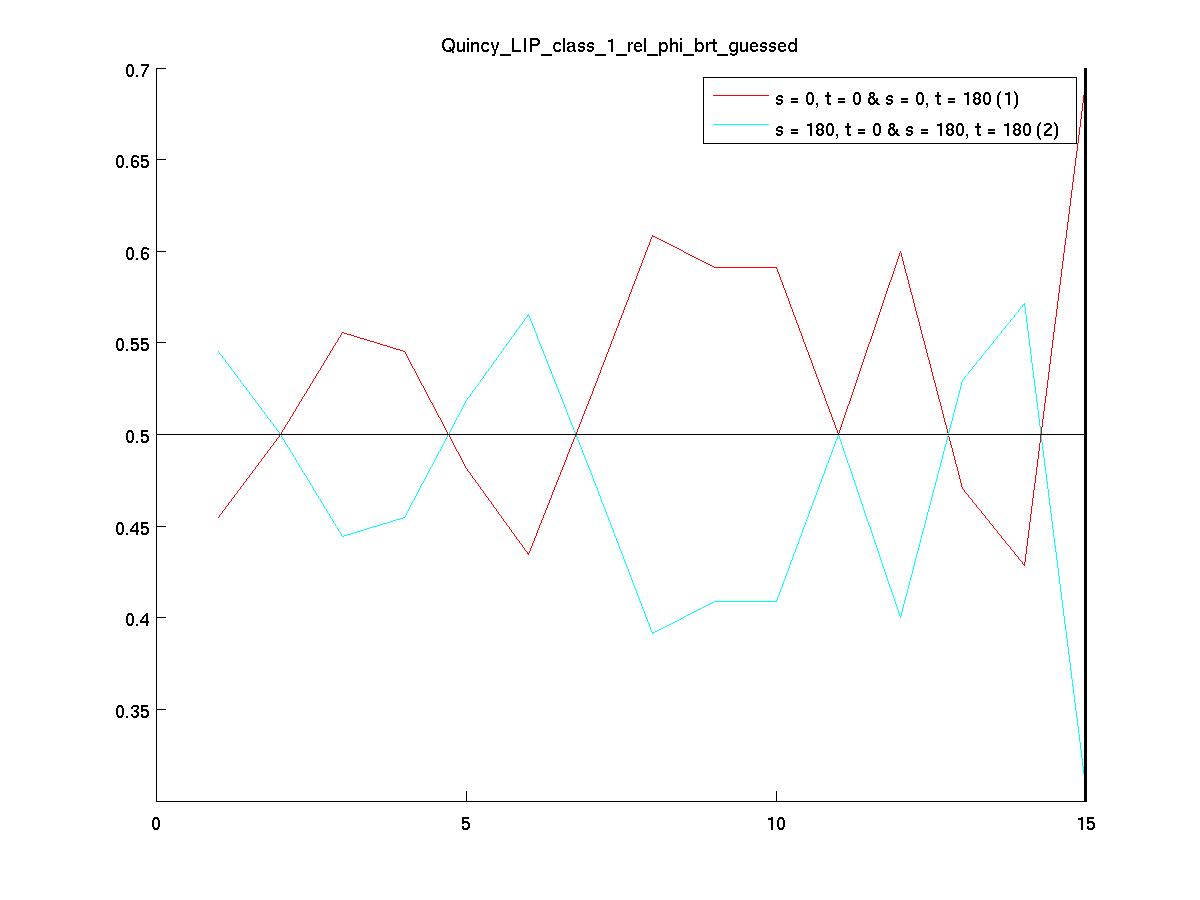 Quincy_LIP_class_1_rel_phi_brt_guessed
s = 0, t = 0 & s = 0, t = 180 (1)
s = 180, t = 0 & s = 180, t = 180 (2)
0.7
0.65
0.6
0.55
0.5
0.45
0.4
0.35
0 5 10 15